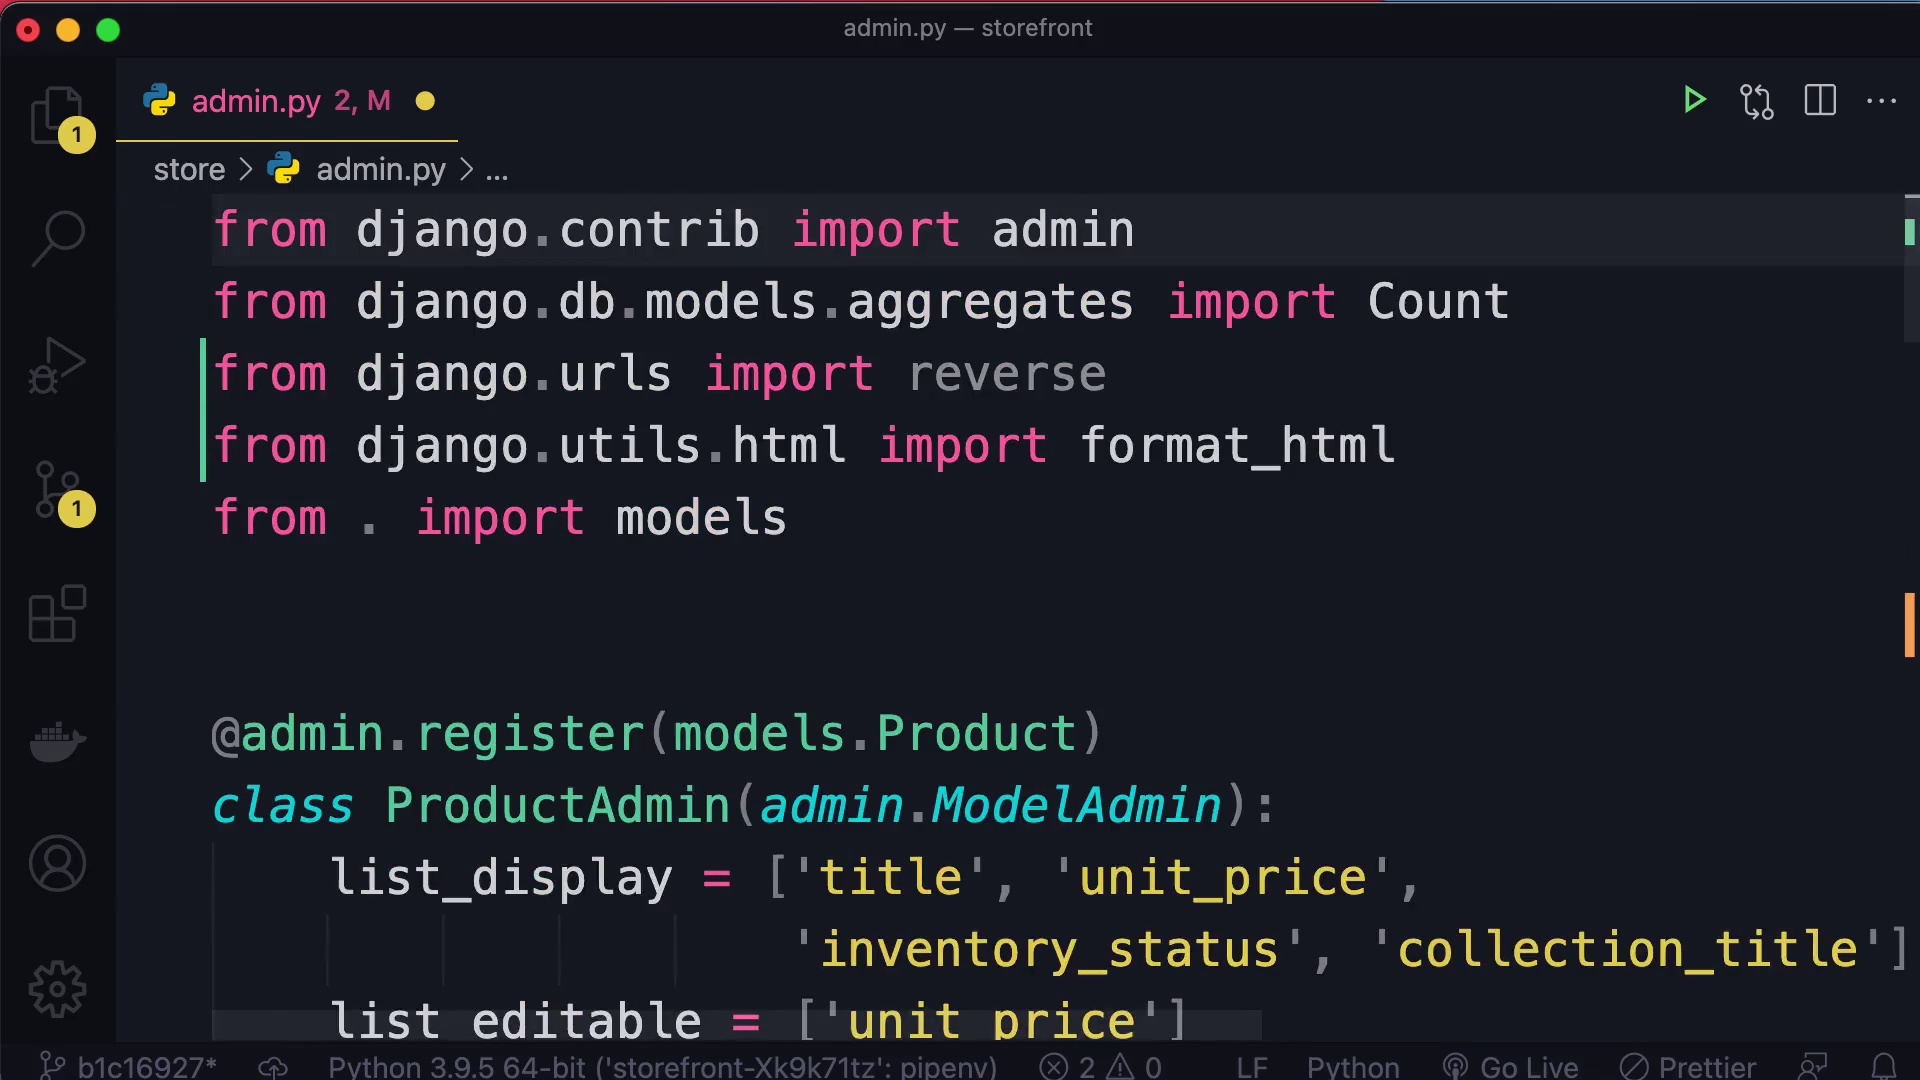 admin.py — storefront
admin.py 2, M
1
store > admin.py > ...
from django.contrib import admin
from django.db.models.aggregates import Count
from django.urls import reverse
from django.utils.html import format_html
from . import models
1
@admin.register(models.Product)
class ProductAdmin(admin.ModelAdmin):
    list_display = ['title', 'unit_price',
                    'inventory_status', 'collection_title']
    list_editable = ['unit_price']
b1c16927* Python 3.9.5 64-bit ('storefront-Xk9k71tz': pipenv) 2 0 LF Python Go Live Prettier